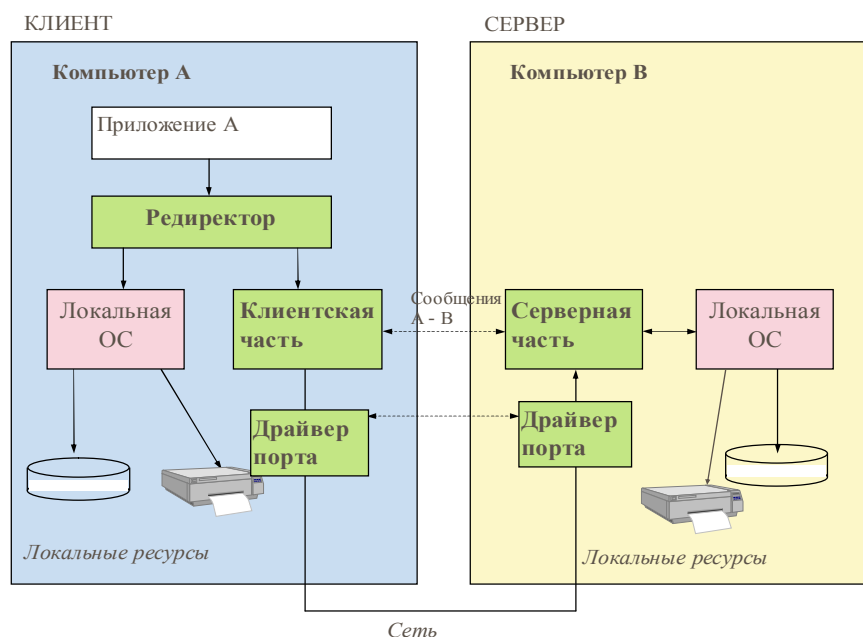 КЛИЕНТ
СЕРВЕР
Компьютер А
Компьютер В
Приложение А
Редиректор
Локальная
ОС
Клиентская
часть
Сообщения
А - В
Серверная
часть
Локальная
ОС
Драйвер
порта
Драйвер
порта
Локальные ресурсы
Локальные ресурсы
Сеть